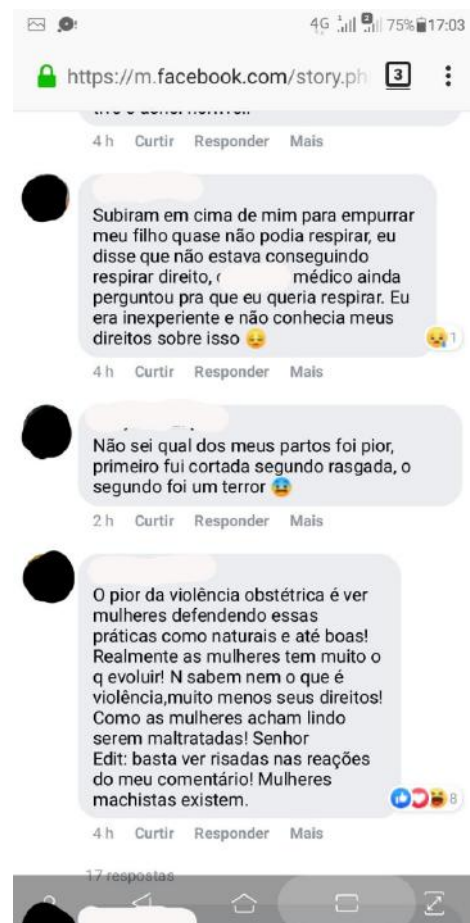 4G 1 75% 17:03
https://m.facebook.com/story.ph 3
4 h Curtir Responder Mais
Subiram em cima de mim para empurrar
meu filho quase não podia respirar, eu
disse que não estava conseguindo
respirar direito, médico ainda
perguntou pra que eu queria respirar. Eu
era inexperiente e não conhecia meus
direitos sobre isso 😔
😢 1
4 h Curtir Responder Mais
Não sei qual dos meus partos foi pior,
primeiro fui cortada segundo rasgada, o
segundo foi um terror 😰
2 h Curtir Responder Mais
O pior da violência obstétrica é ver
mulheres defendendo essas
práticas como naturais e até boas!
Realmente as mulheres tem muito o
q evoluir! N sabem nem o que é
violência,muito menos seus direitos!
Como as mulheres acham lindo
serem maltratadas! Senhor
Edit: basta ver risadas nas reações
do meu comentário! Mulheres
machistas existem.
👍❤️😆 8
4 h Curtir Responder Mais
17 respostas